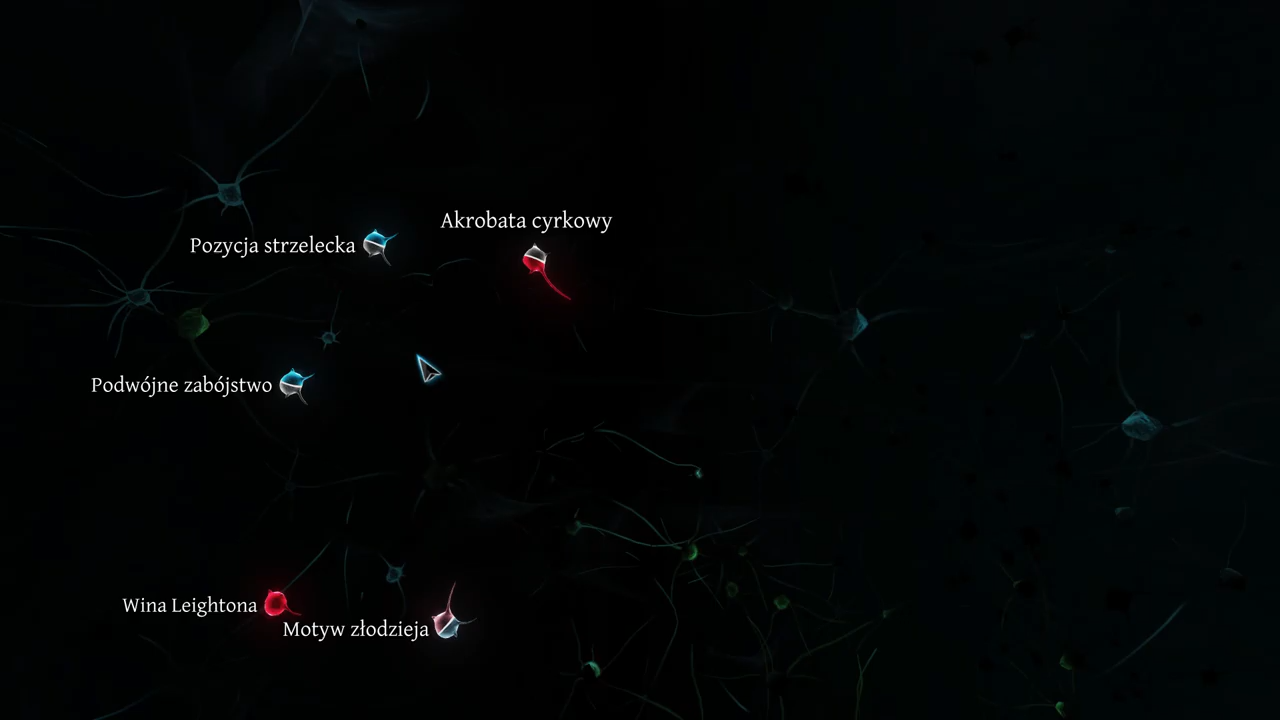 Akrobata cyrkowy
Pozycja strzelecka
Podwójne zabójstwo
Wina Leightona
Motyw złodzieja